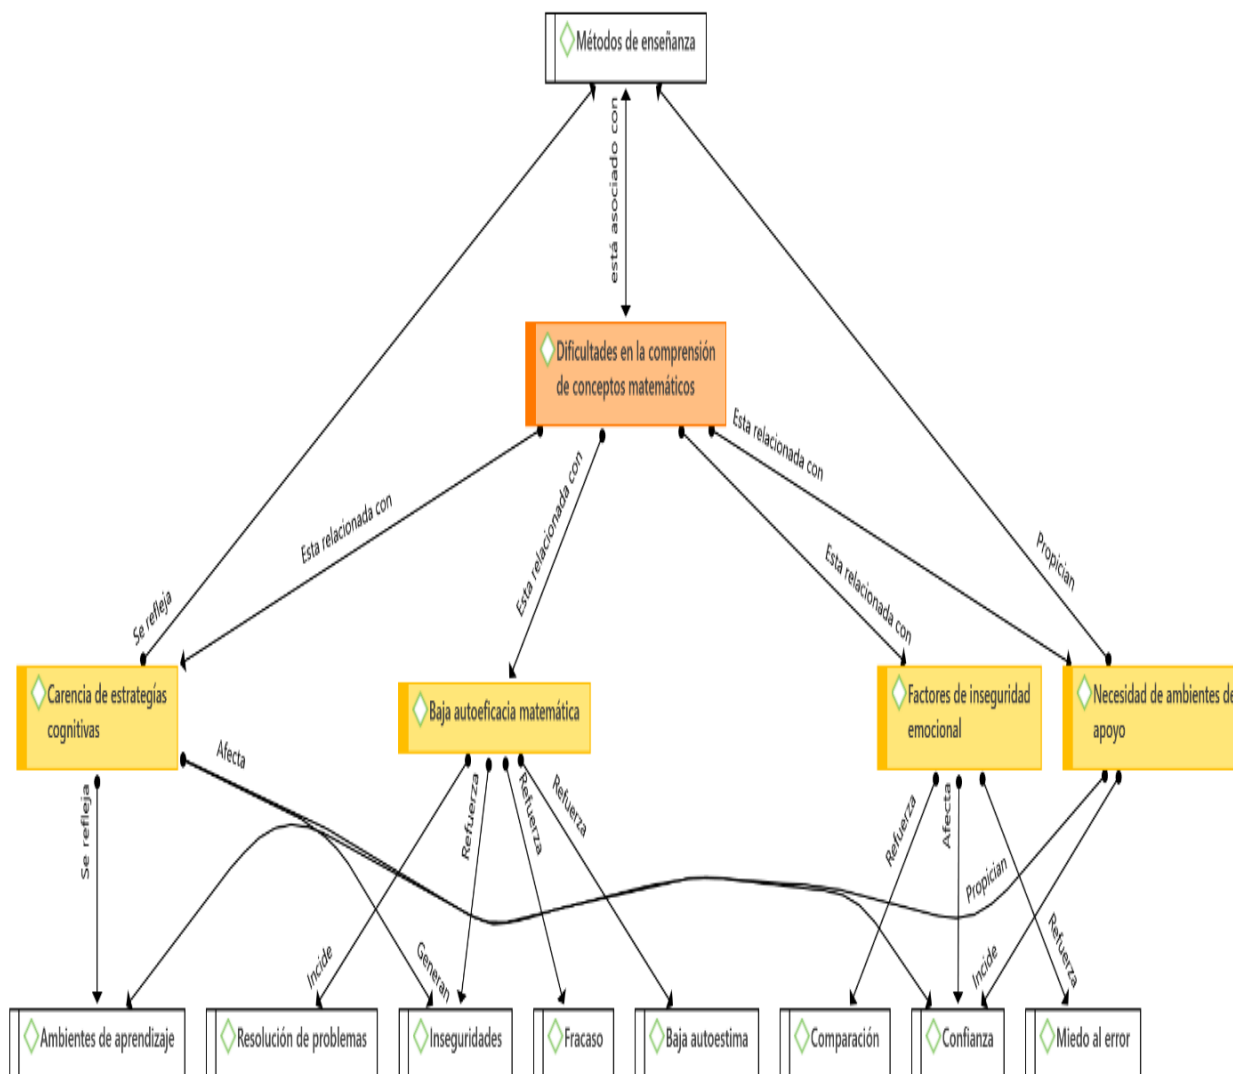 Métodos de enseñanza
está asociado con
Dificultades en la comprensión
de conceptos matemáticos
Esta relacionada con
Esta relacionada con
Esta relacionada con
Esta relacionada con
Se refleja
Propician
Carencia de estrategías
cognitivas
Baja autoeficacia matemática
Factores de inseguridad
emocional
Necesidad de ambientes de
apoyo
Afecta
Se refleja
Refuerza
Refuerza
Refuerza
Refuerza
Afecta
Propician
Incide
Generan
Incide
Refuerza
Ambientes de aprendizaje
Resolución de problemas
Inseguridades
Fracaso
Baja autoestima
Comparación
Confianza
Miedo al error